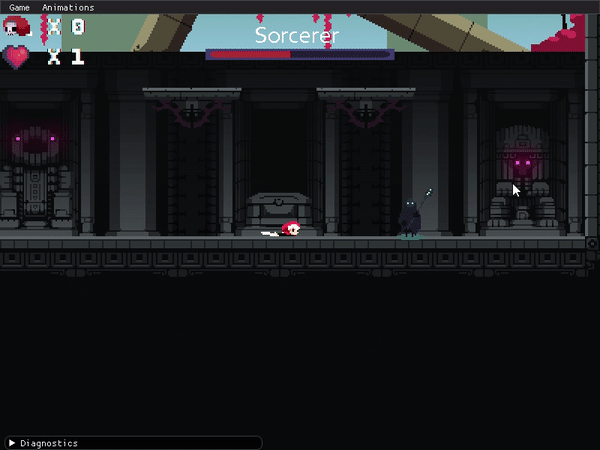 Game Animations
X 0
Sorcerer
X 1
Diagnostics